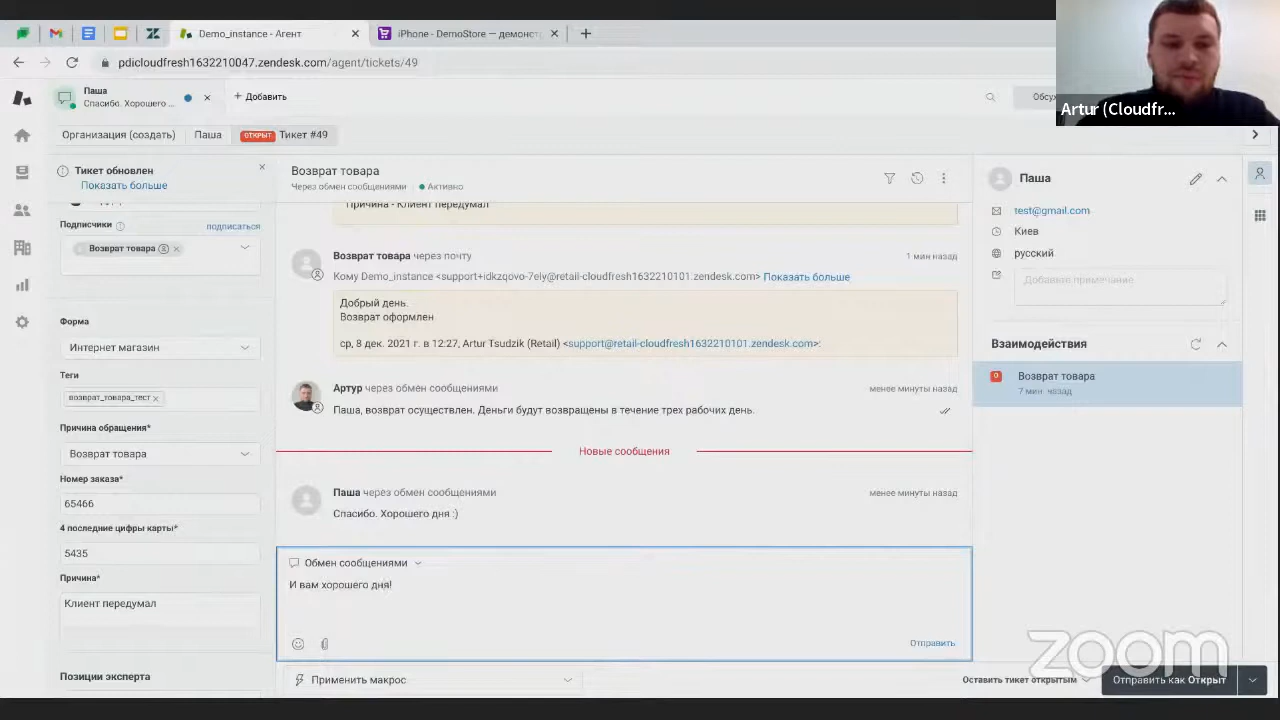 Demo_instance - Агент
iPhone - DemoStore — демонст
pdicloudfresh1632210047.zendesk.com/agent/tickets/49
Artur (Cloudfr...
Паша
Спасибо. Хорошего ...
+ Добавить
Обсу
Организация (создать)
Паша
ОТКРЫТ Тикет #49
Тикет обновлен
Показать больше
Подписчики
подписаться
Возврат товара
Форма
Интернет магазин
Теги
возврат_товара_тест
Причина обращения*
Возврат товара
Номер заказа*
65466
4 последние цифры карты*
5435
Причина*
Клиент передумал
Позиции эксперта
Возврат товара
Через обмен сообщениями
Активно
Причина - Клиент передумал
Возврат товара через почту
1 мин назад
Кому Demo_instance <support+idkzqovo-7eiy@retail-cloudfresh1632210101.zendesk.com> Показать больше
Добрый день.
Возврат оформлен
ср, 8 дек. 2021 г. в 12:27, Artur Tsudzik (Retail) <support@retail-cloudfresh1632210101.zendesk.com>:
Артур через обмен сообщениями
менее минуты назад
Паша, возврат осуществлен. Деньги будут возвращены в течение трех рабочих день.
Новые сообщения
Паша через обмен сообщениями
менее минуты назад
Спасибо. Хорошего дня :)
Обмен сообщениями
И вам хорошего дня!
Отправить
Применить макрос
Оставить тикет открытым
Отправить как Открыт
Паша
test@gmail.com
Киев
русский
Добавьте примечание
Взаимодействия
Возврат товара
7 мин назад
zoom